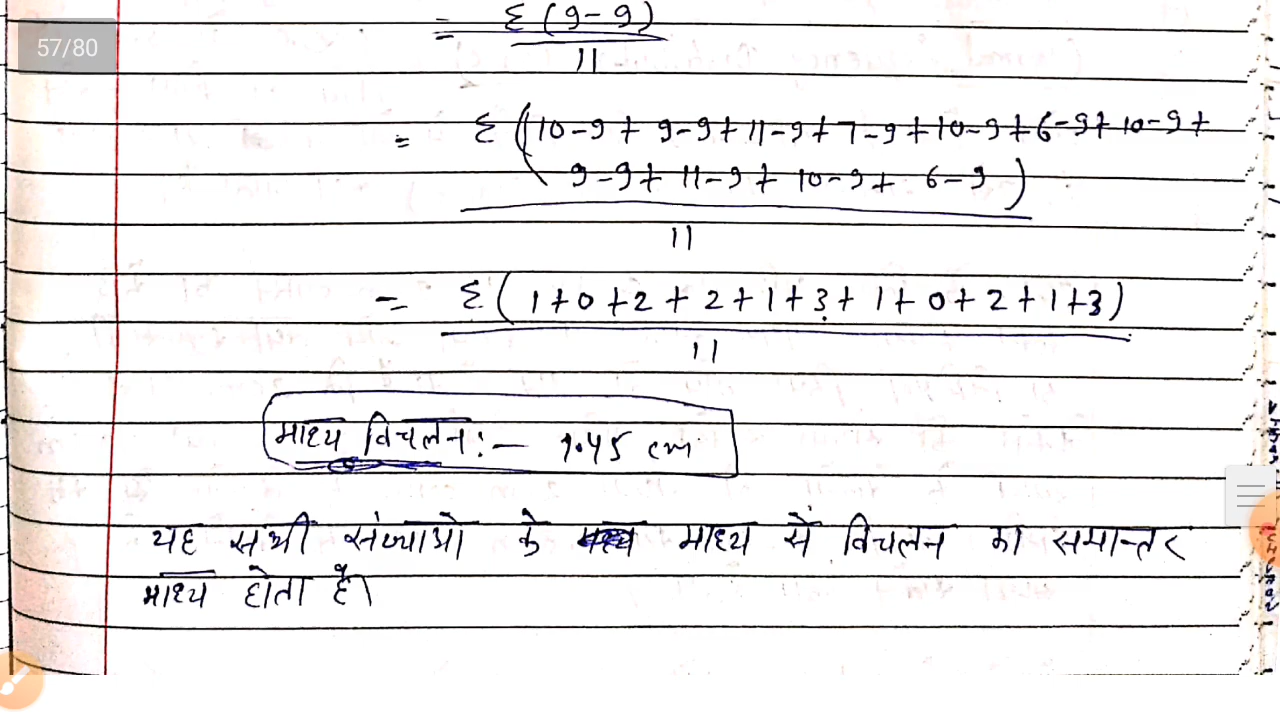 57/80
= Σ (9-9)
11
= Σ (10-9 + 9-9 + 11-9 + 7-9 + 10-9 + 6-9 + 10-9 +
9-9 + 11-9 + 10-9 + 6-9)
11
= Σ (1+0+2+2+1+3+1+0+2+1+3)
11
माध्य विचलन :- 1.45 cm
यह सभी संख्याओ के माध्य से विचलन का समान्तर
माध्य होता है।